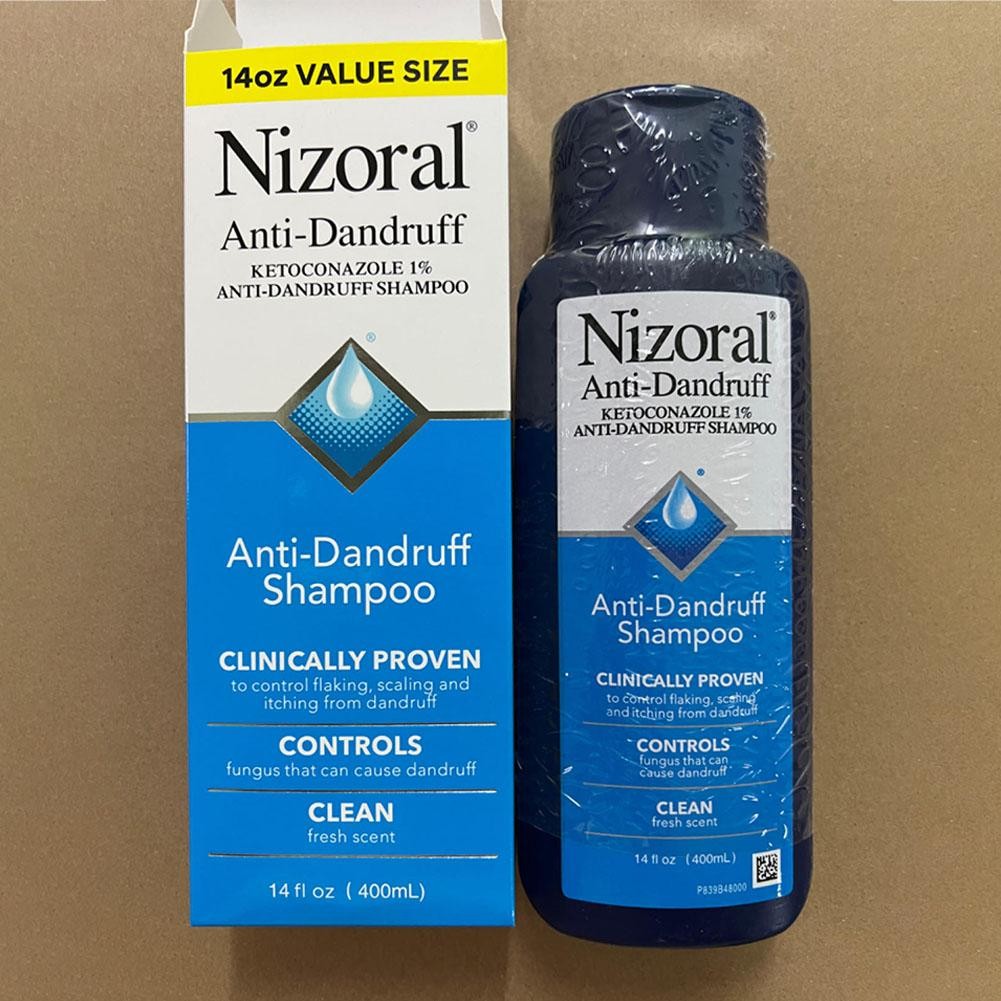 14oz VALUE SIZE
Nizoral®
Anti-Dandruff
KETOCONAZOLE 1%
ANTI-DANDRUFF SHAMPOO
®
Anti-Dandruff
Shampoo
CLINICALLY PROVEN
to control flaking, scaling and
itching from dandruff
CONTROLS
fungus that can cause dandruff
CLEAN
fresh scent
14 fl oz ( 400mL)
Nizoral®
Anti-Dandruff
KETOCONAZOLE 1%
ANTI-DANDRUFF SHAMPOO
®
Anti-Dandruff
Shampoo
CLINICALLY PROVEN
to control flaking, scaling
and itching from dandruff
CONTROLS
fungus that can
cause dandruff
CLEAN
fresh scent
14 fl oz (400mL)
P839B48000